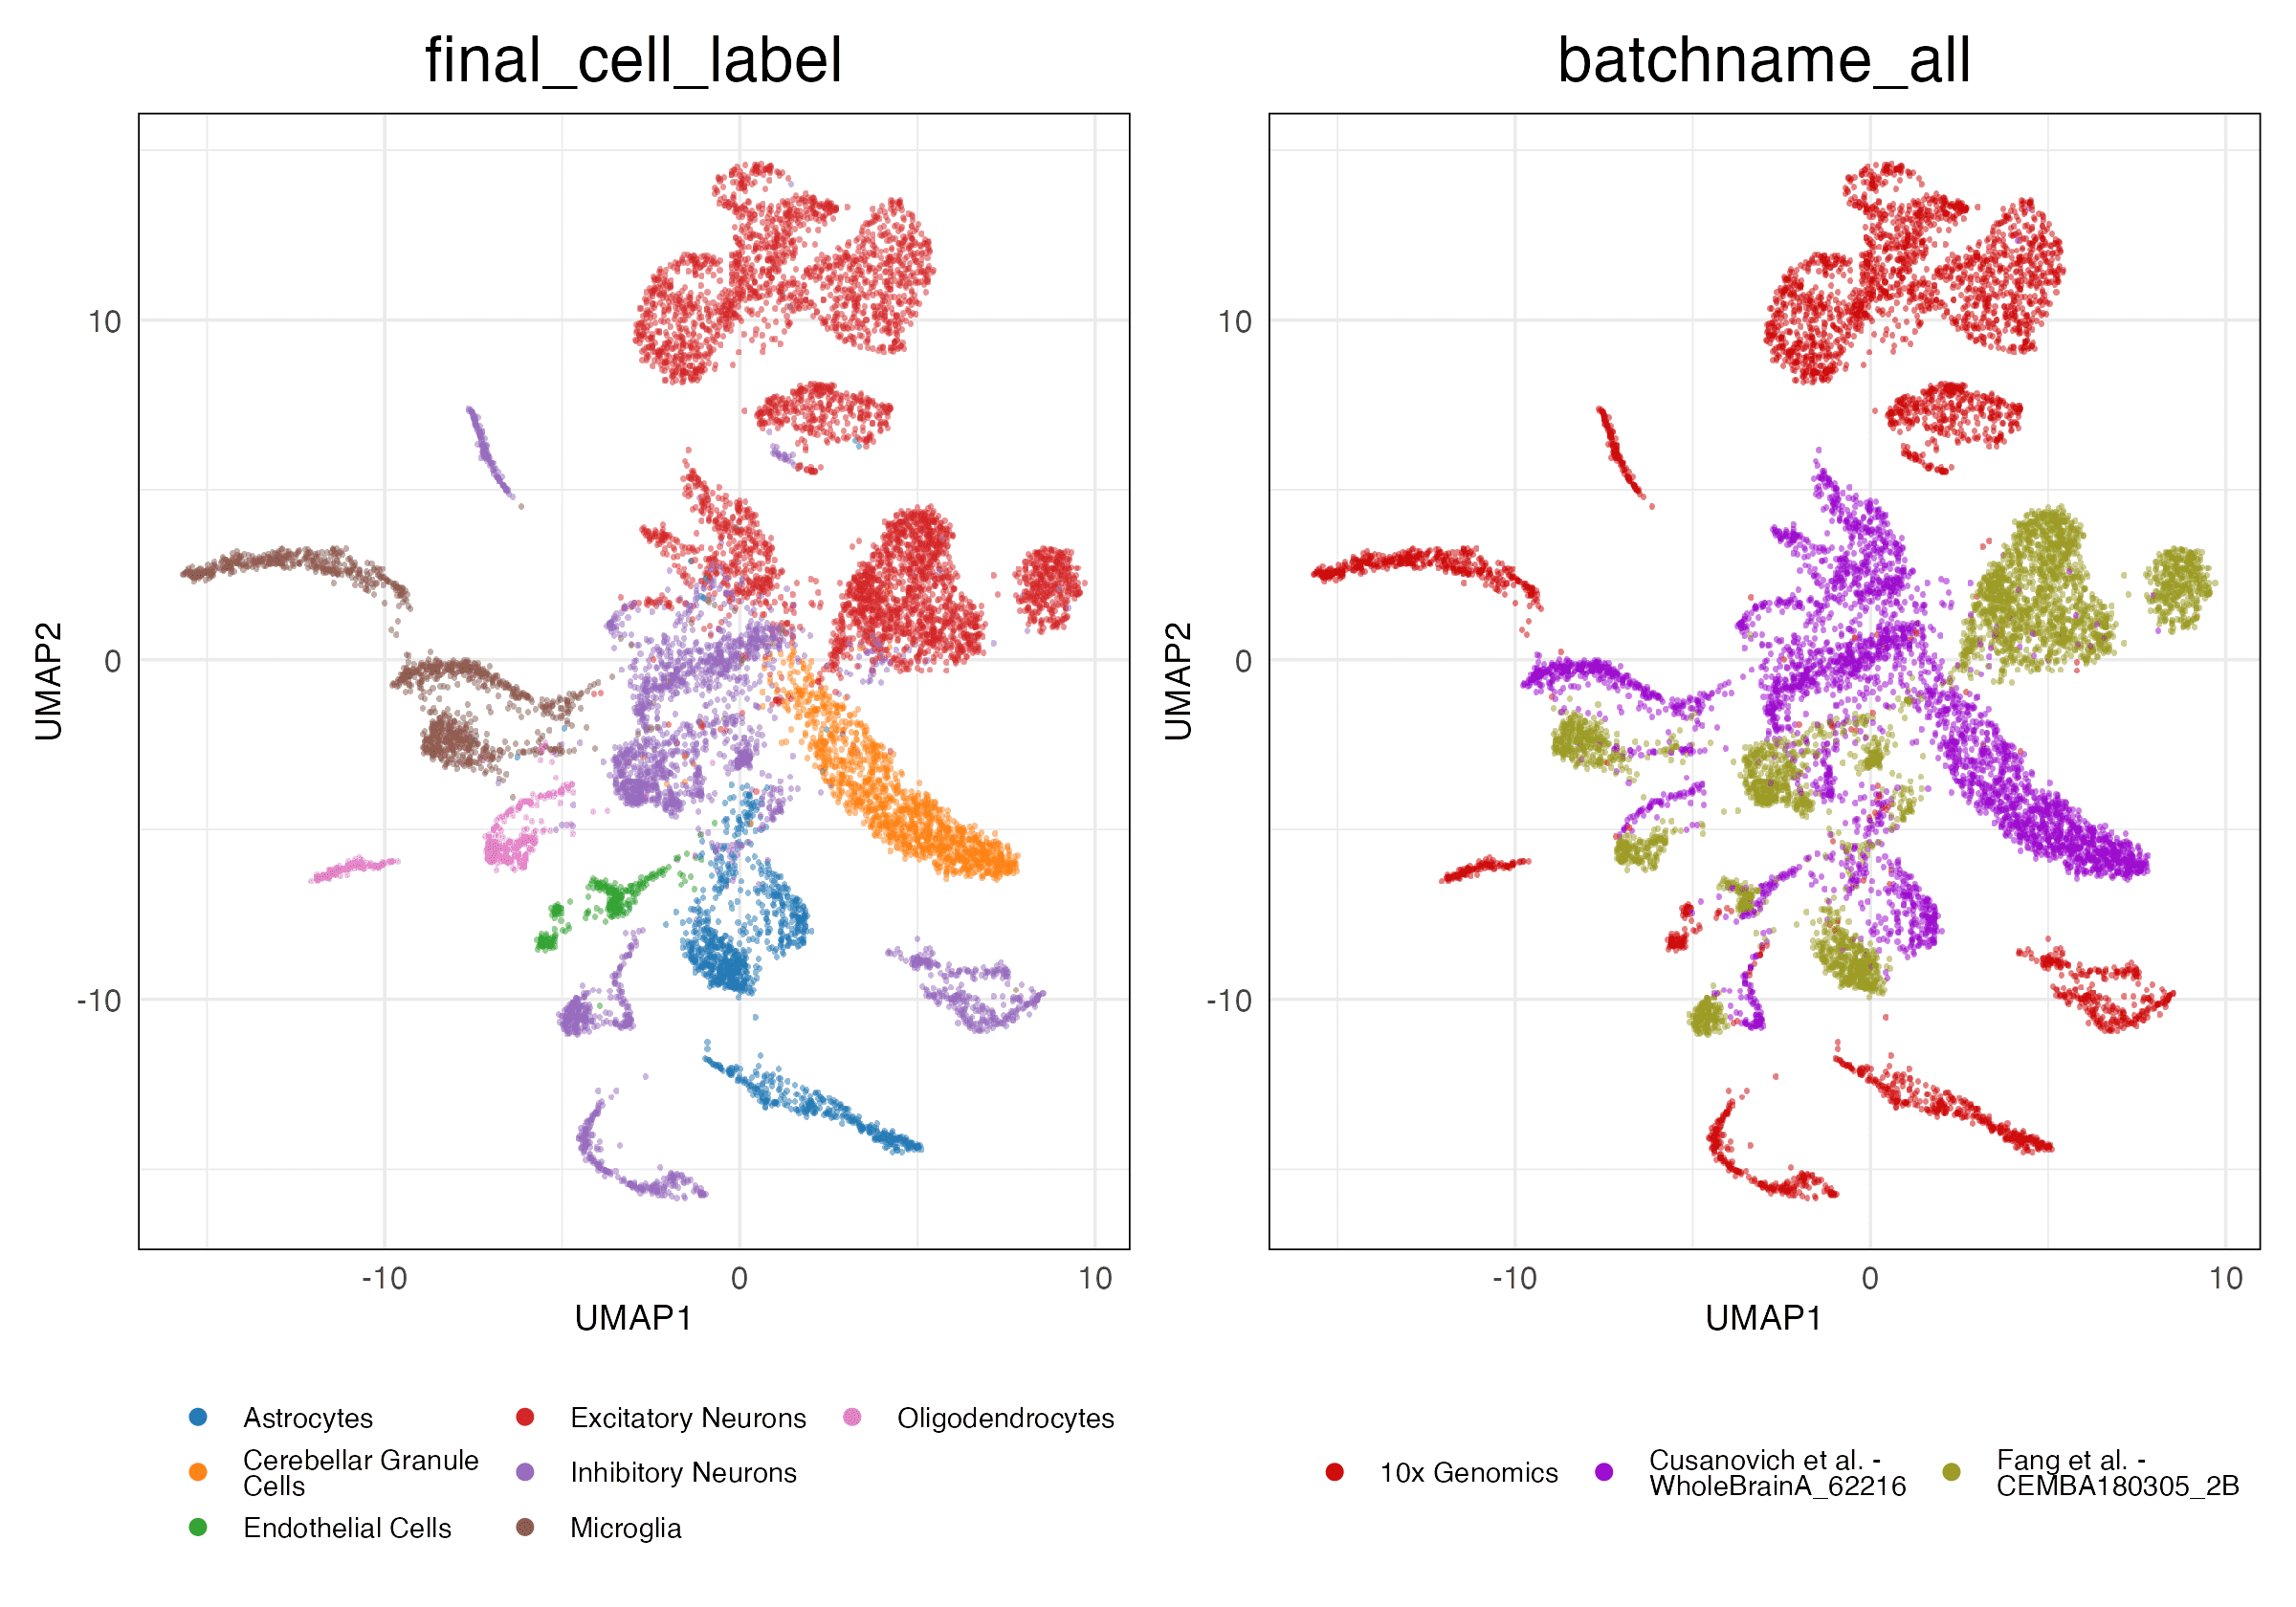 final_cell_label
batchname_all
10
0
-10
UMAP2
-10
0
10
UMAP1
10
0
-10
UMAP2
-10
0
10
UMAP1
Astrocytes
Cerebellar Granule
Cells
Endothelial Cells
Excitatory Neurons
Inhibitory Neurons
Microglia
Oligodendrocytes
10x Genomics
Cusanovich et al. -
WholeBrainA_62216
Fang et al. -
CEMBA180305_2B